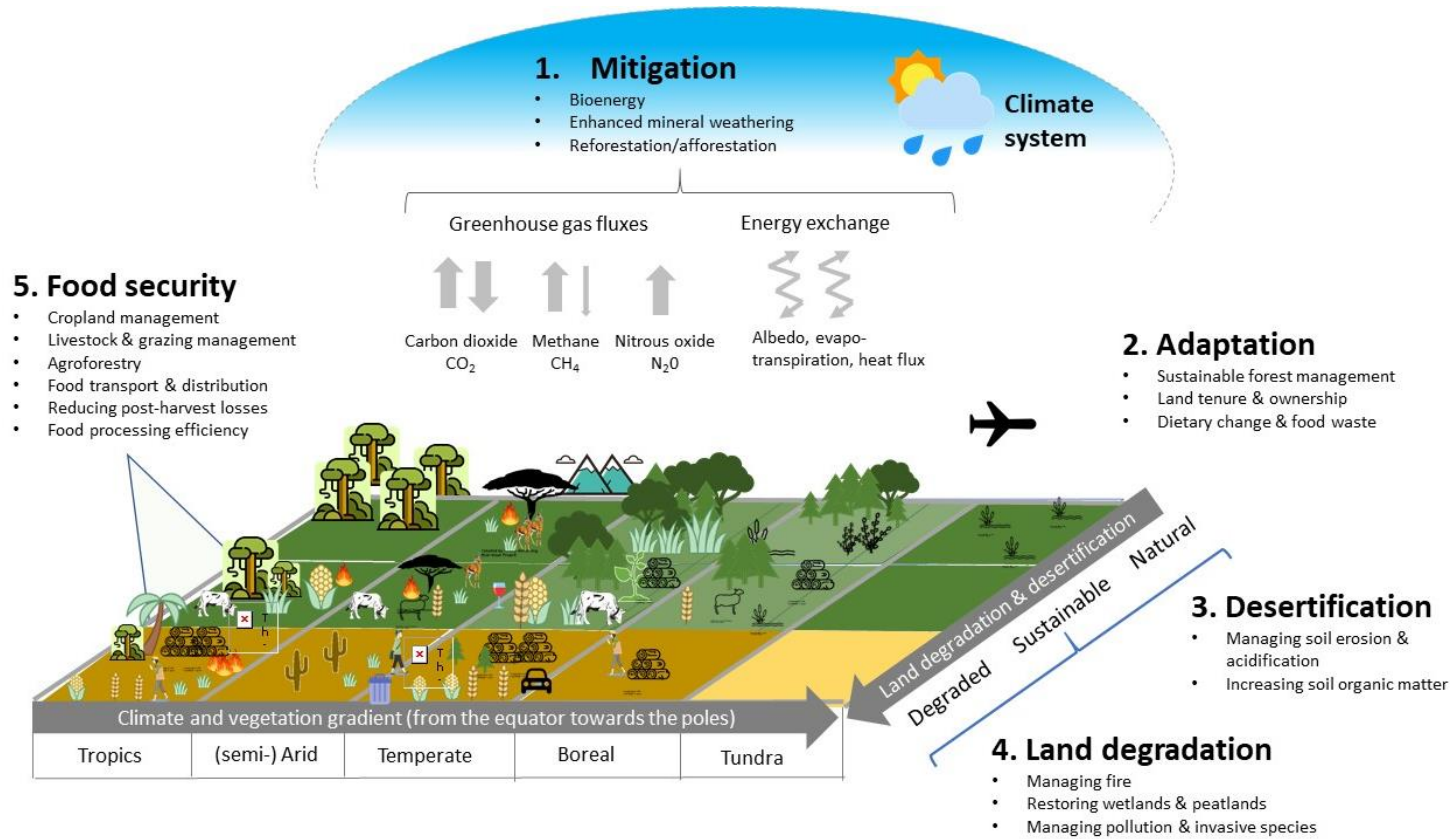 1. Mitigation
• Bioenergy
• Enhanced mineral weathering
• Reforestation/afforestation
Climate
system
Greenhouse gas fluxes
Energy exchange
Carbon dioxide
CO₂
Methane
CH₄
Nitrous oxide
N₂0
Albedo, evapo-
transpiration, heat flux
5. Food security
• Cropland management
• Livestock & grazing management
• Agroforestry
• Food transport & distribution
• Reducing post-harvest losses
• Food processing efficiency
2. Adaptation
• Sustainable forest management
• Land tenure & ownership
• Dietary change & food waste
Land degradation & desertification
Degraded Sustainable Natural
3. Desertification
• Managing soil erosion &
acidification
• Increasing soil organic matter
4. Land degradation
• Managing fire
• Restoring wetlands & peatlands
• Managing pollution & invasive species
T
h
-
T
h
-
Climate and vegetation gradient (from the equator towards the poles)
Tropics
(semi-) Arid
Temperate
Boreal
Tundra